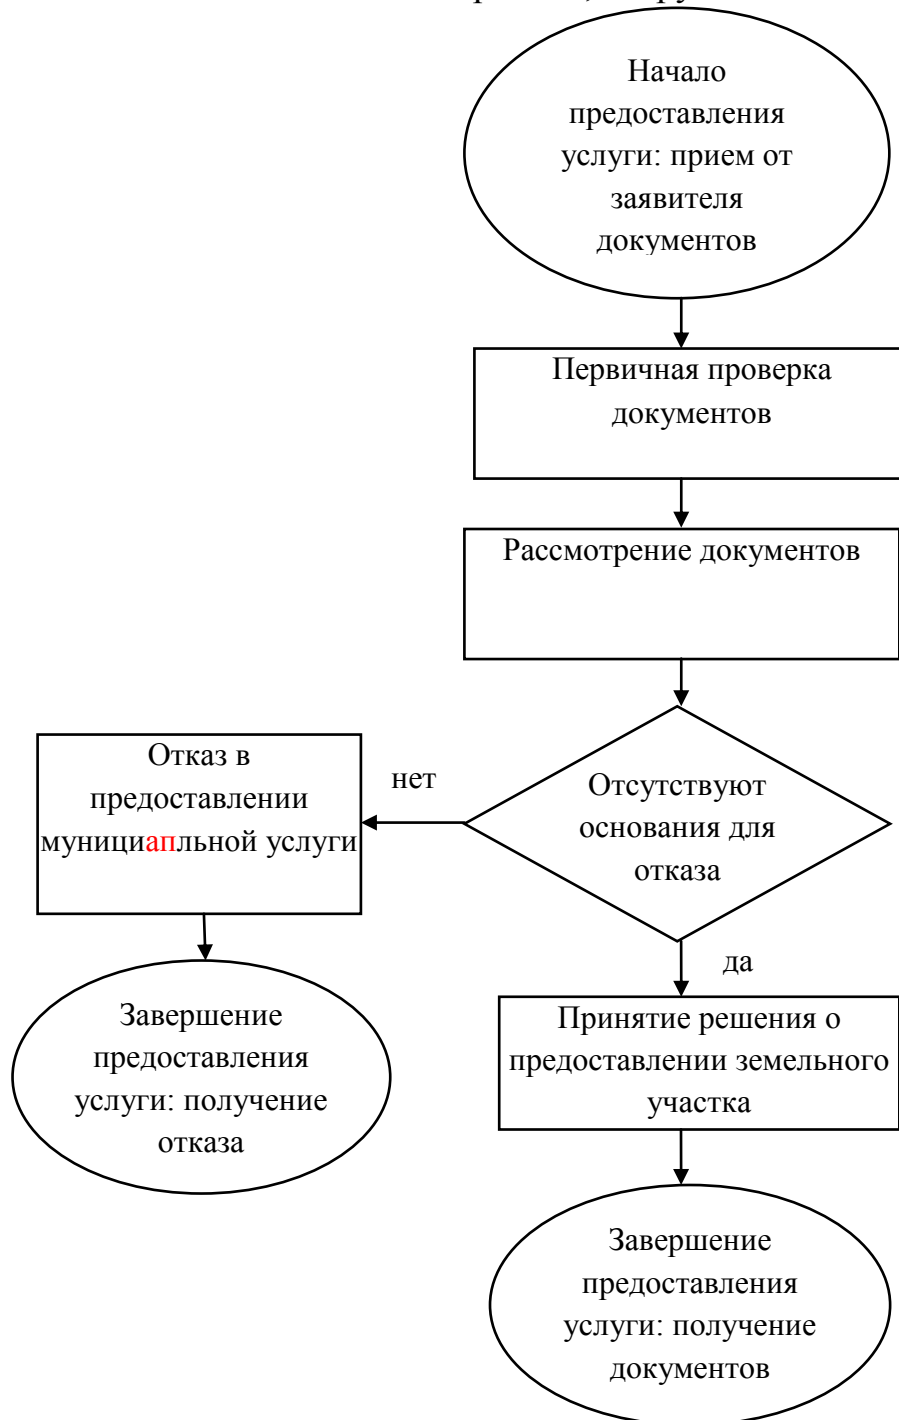 Начало
предоставления
услуги: прием от
заявителя
документов
Первичная проверка
документов
Рассмотрение документов
Отсутствуют
основания для
отказа
нет
Отказ в
предоставлении
муницапльной услуги
Завершение
предоставления
услуги: получение
отказа
да
Принятие решения о
предоставлении земельного
участка
Завершение
предоставления
услуги: получение
документов